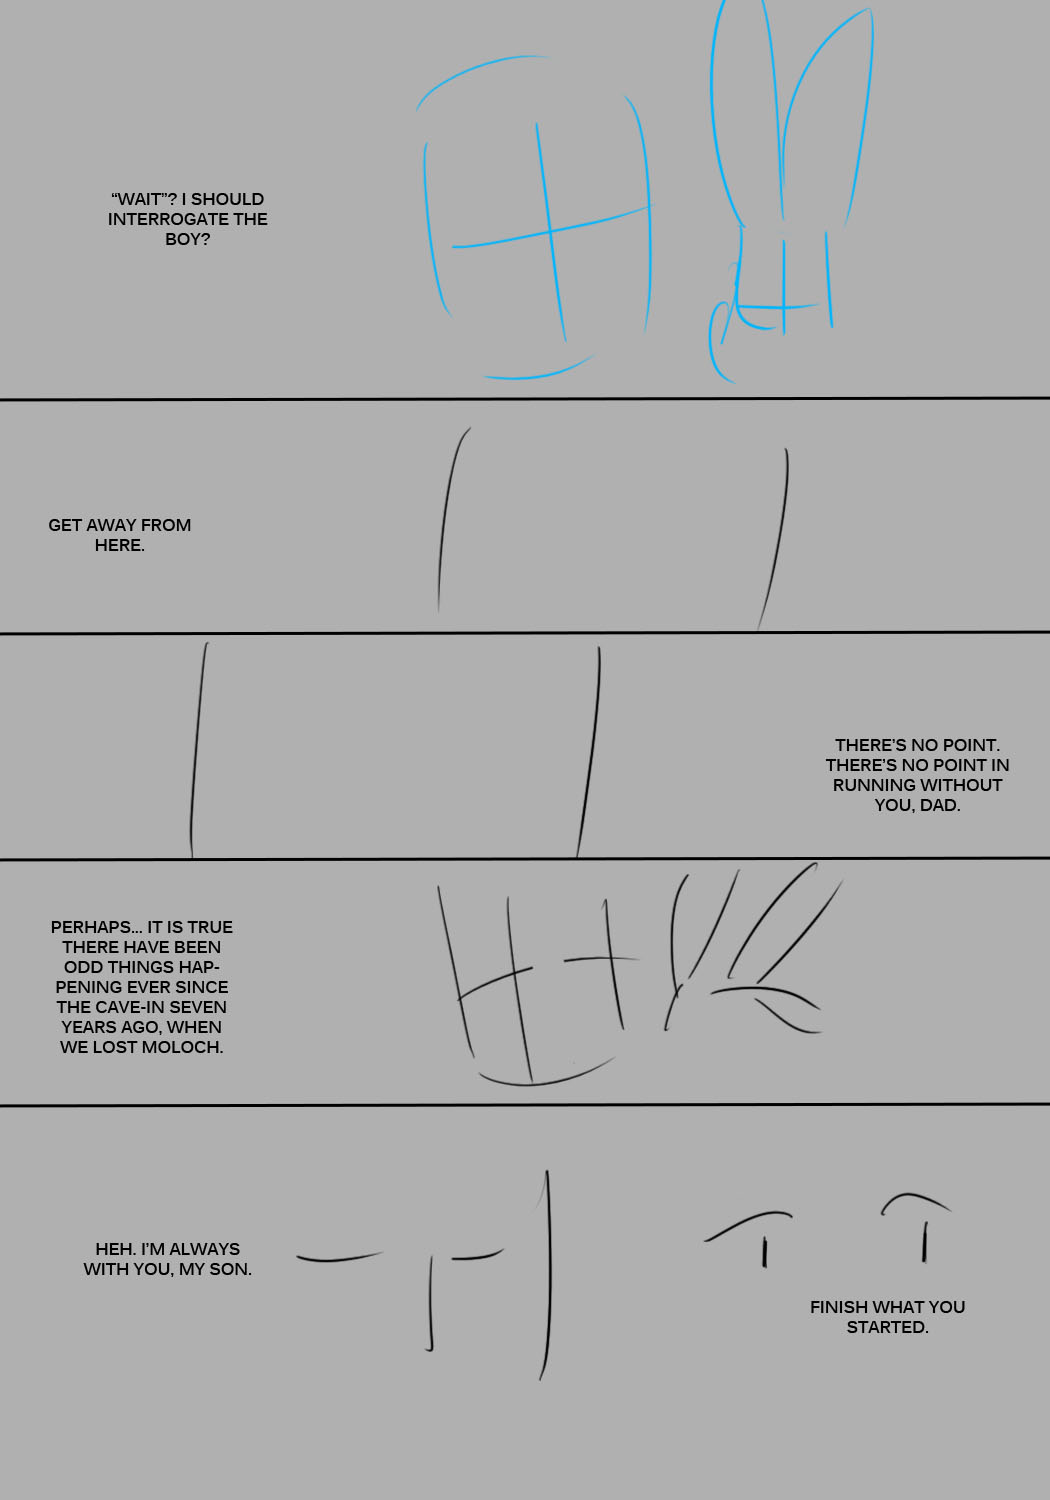 “WAIT”? I SHOULD
INTERROGATE THE
BOY?
GET AWAY FROM
HERE.
THERE’S NO POINT.
THERE’S NO POINT IN
RUNNING WITHOUT
YOU, DAD.
PERHAPS... IT IS TRUE
THERE HAVE BEEN
ODD THINGS HAP-
PENING EVER SINCE
THE CAVE-IN SEVEN
YEARS AGO, WHEN
WE LOST MOLOCH.
HEH. I’M ALWAYS
WITH YOU, MY SON.
FINISH WHAT YOU
STARTED.